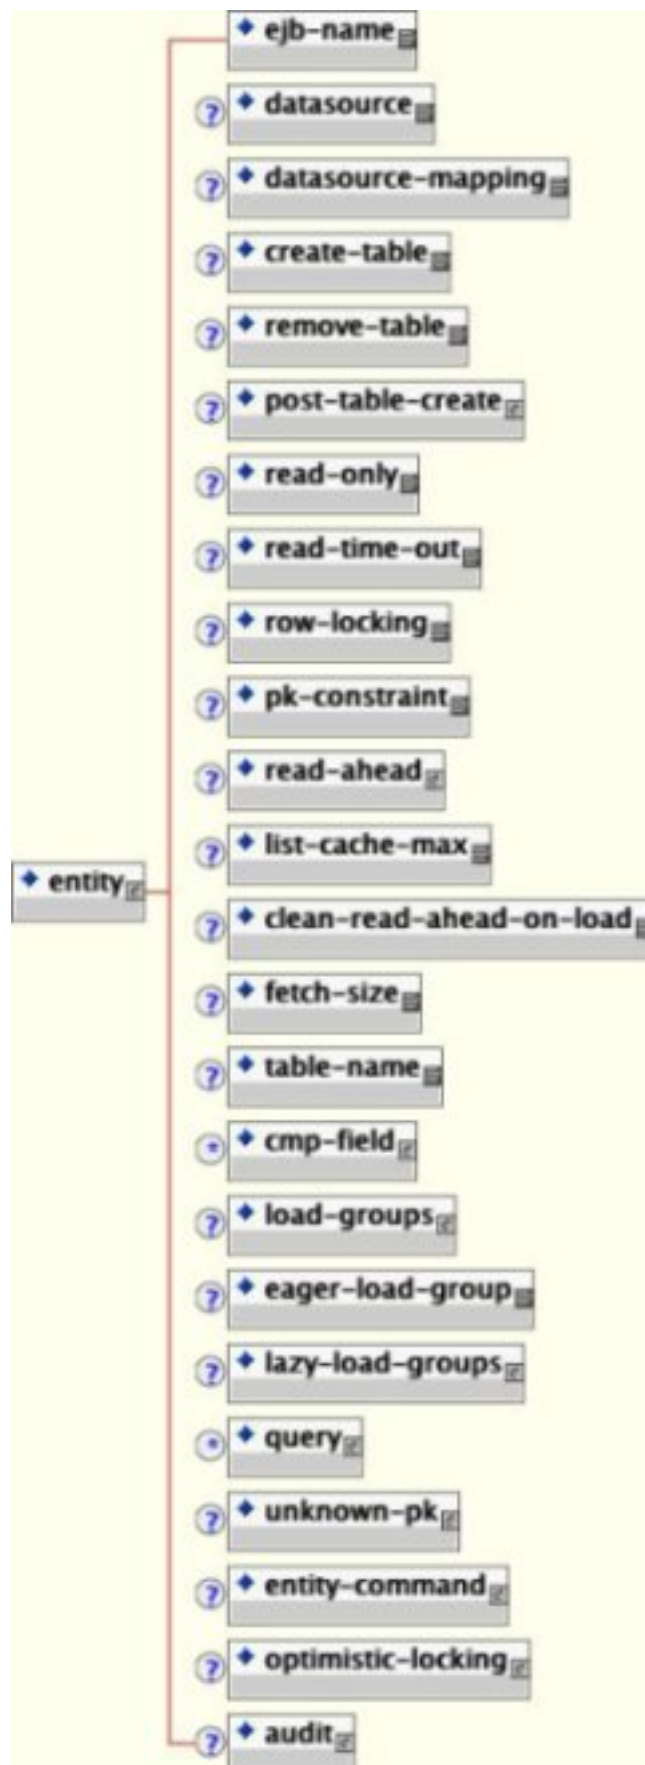 ejb-name
? datasource
? datasource-mapping
? create-table
? remove-table
? post-table-create
? read-only
? read-time-out
? row-locking
? pk-constraint
? read-ahead
? list-cache-max
entity
? clean-read-ahead-on-load
? fetch-size
? table-name
* cmp-field
? load-groups
? eager-load-group
? lazy-load-groups
* query
? unknown-pk
? entity-command
? optimistic-locking
? audit